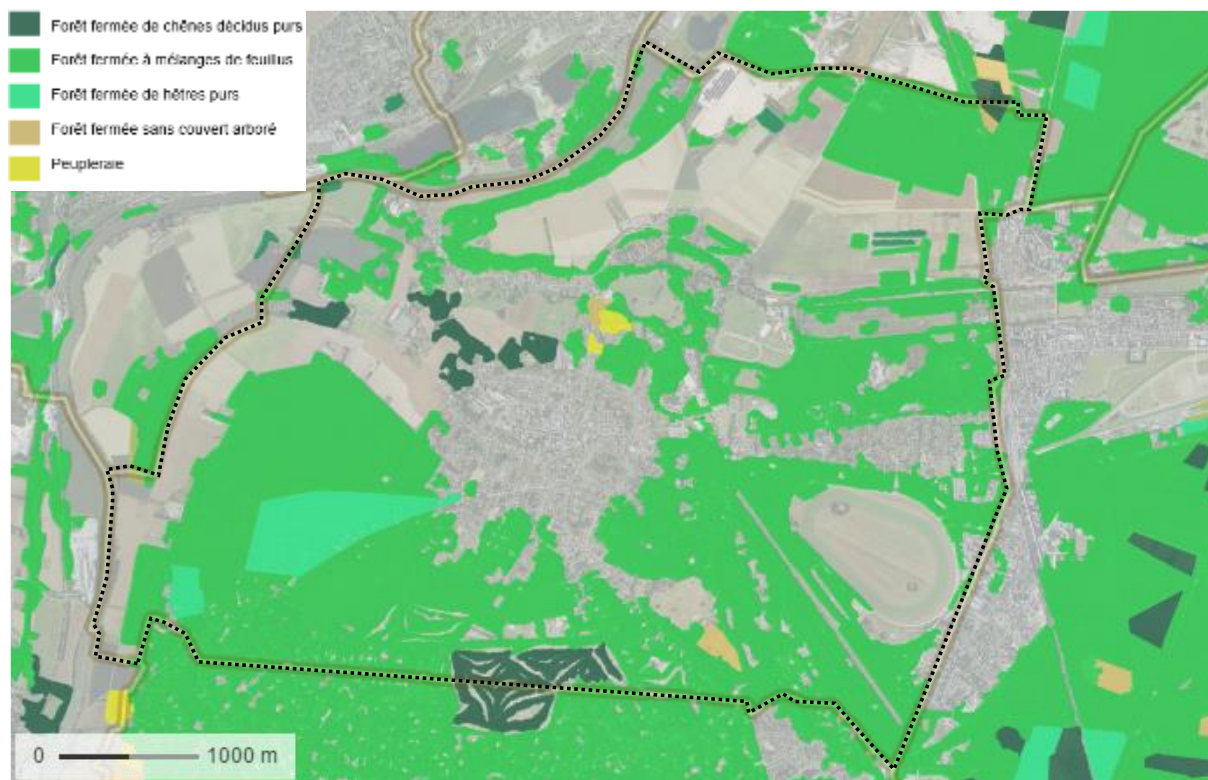 Forêt fermée de chênes décidus purs
Forêt fermée à mélanges de feuillus
Forêt fermée de hêtres purs
Forêt fermée sans couvert arboré
Peupleraie
0 1000 m